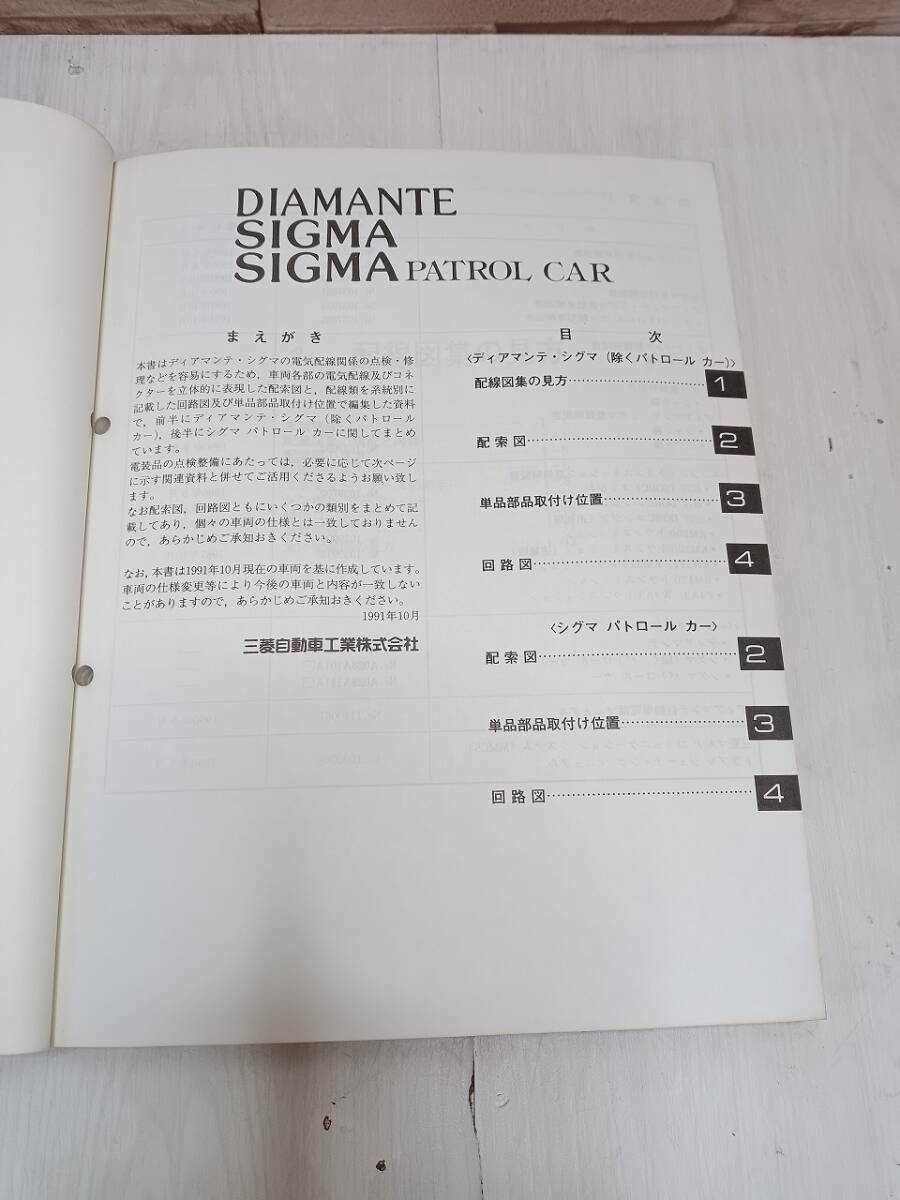 DIAMANTE
SIGMA
SIGMA PATROL CAR
まえがき
本書はディアマンテ・シグマの電気配線関係の点検・修
理などを容易にするため，車両各部の電気配線及びコネ
クターを立体的に表現した配索図と，配線類を系統別に
記載した回路図及び単品部品取付け位置で編集した資料
で，前半にディアマンテ・シグマ（除くパトロール
カー），後半にシグマ パトロール カーに関してまとめ
ています。
電装品の点検整備にあたっては，必要に応じて次ページ
に示す関連資料と併せてご活用くださるようお願い致し
ます。
なお配索図，回路図ともにいくつかの類別をまとめて記
載してあり，個々の車両の仕様とは一致しておりません
ので，あらかじめご承知おきください。
なお，本書は1991年10月現在の車両を基に作成しています。
車両の仕様変更等により今後の車両と内容が一致しない
ことがありますので，あらかじめご承知おきください。
1991年10月
三菱自動車工業株式会社
目 次
〈ディアマンテ・シグマ（除くパトロール カー）〉
配線図集の見方 1
配索図 2
単品部品取付け位置 3
回路図 4
〈シグマ パトロール カー〉
配索図 2
単品部品取付け位置 3
回路図 4